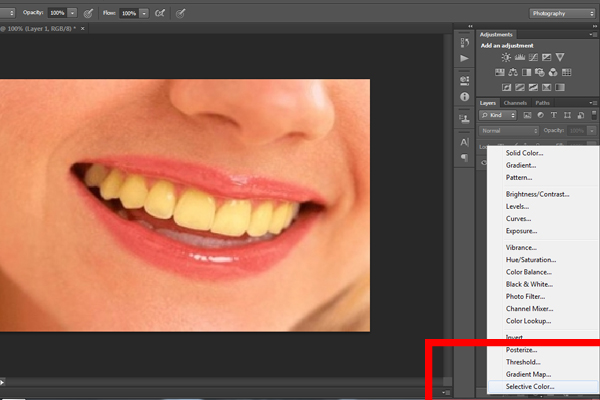 Opacity: 100% Flow: 100% Photography
@ 100% (Layer 1, RGB/8) * ×
Adjustments
Add an adjustment
Layers Channels Paths
Kind
Normal Opacity: 100%
Solid Color...
Gradient...
Pattern...
Brightness/Contrast...
Levels...
Curves...
Exposure...
Vibrance...
Hue/Saturation...
Color Balance...
Black & White...
Photo Filter...
Channel Mixer...
Color Lookup...
Invert
Posterize...
Threshold...
Gradient Map...
Selective Color...